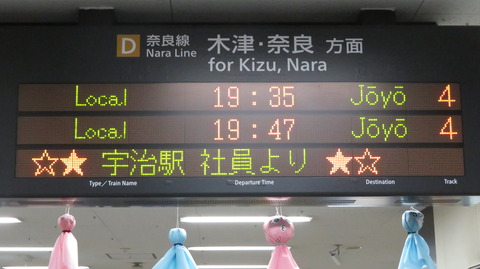 D 奈良線 木津・奈良 方面
Nara Line for Kizu, Nara
Local 19:35 Jōyō 4
Local 19:47 Jōyō 4
☆★ 宇治駅 社員より ★☆
Type／Train Name Departure Time Destination Track